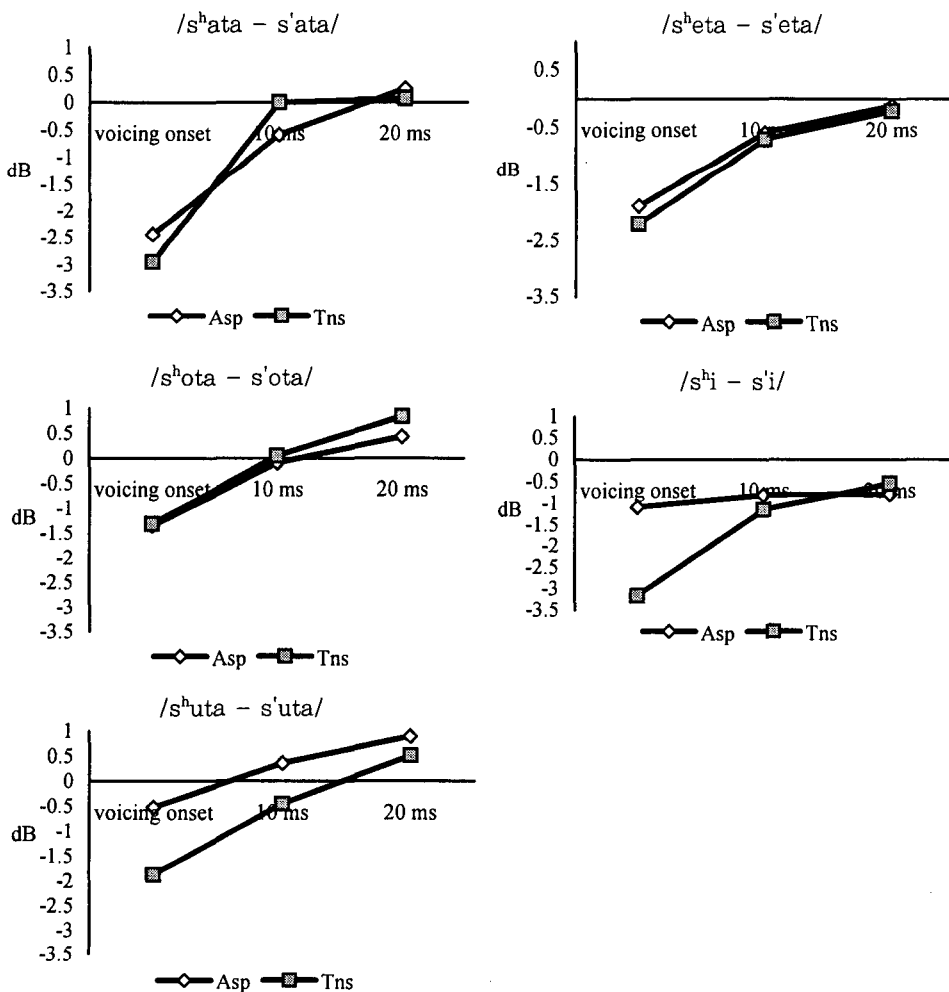 /sʰata – s'ata/
1
0.5
0
-0.5
-1
-1.5
-2
-2.5
-3
-3.5
dB
voicing onset 10 ms 20 ms
Asp Tns
/sʰeta – s'eta/
0.5
-0.5
-1.5
-2.5
-3.5
dB
voicing onset 10 ms 20 ms
Asp Tns
/sʰota – s'ota/
1
0.5
0
-0.5
-1
-1.5
-2
-2.5
-3
-3.5
dB
voicing onset 10 ms 20 ms
Asp Tns
/sʰi – s'i/
1
0.5
0
-0.5
-1
-1.5
-2
-2.5
-3
-3.5
dB
voicing onset 10 ms 20 ms
Asp Tns
/sʰuta – s'uta/
1
0.5
0
-0.5
-1
-1.5
-2
-2.5
-3
-3.5
dB
voicing onset 10 ms 20 ms
Asp Tns